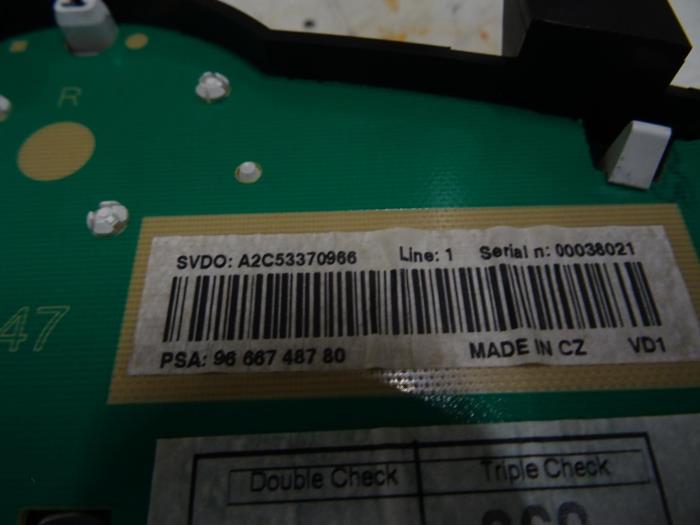 R
SVDO: A2C53370966 Line: 1 Serial n: 00038021
47
PSA: 96 667 487 80 MADE IN CZ VD1
Double Check Triple Check